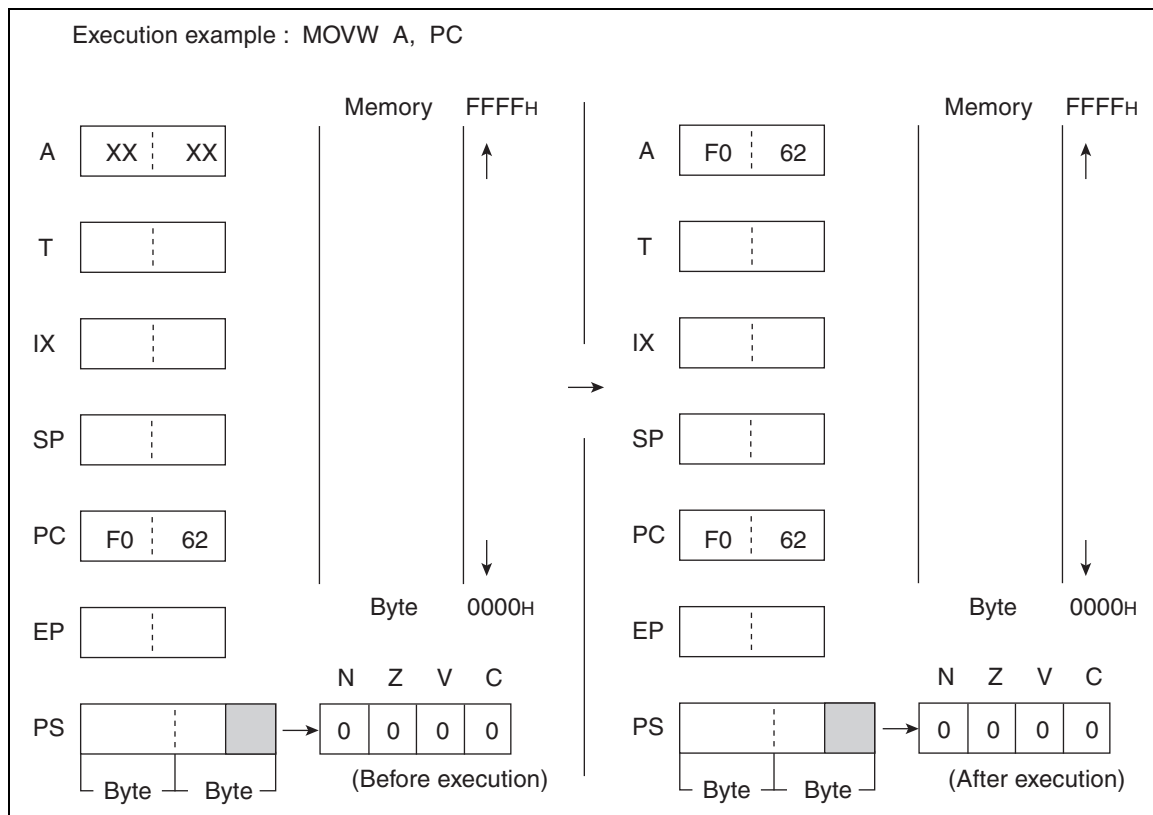 Execution example : MOVW A, PC
Memory FFFFH
A XX XX
T
IX
SP
PC F0 62
EP
Byte 0000H
N Z V C
PS 0 0 0 0
Byte Byte
(Before execution)
Memory FFFFH
A F0 62
T
IX
SP
PC F0 62
EP
Byte 0000H
N Z V C
PS 0 0 0 0
Byte Byte
(After execution)